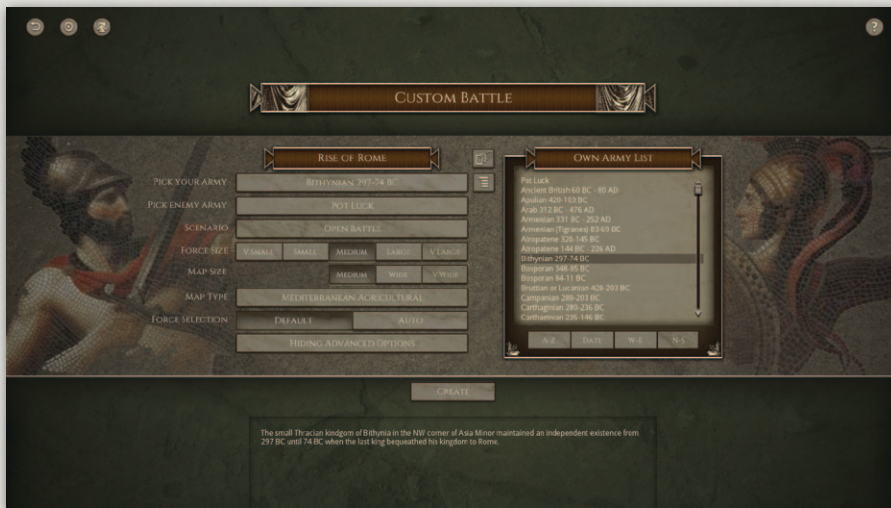 Custom Battle
Rise of Rome
Pick Your Army
Bithynian 297-74 BC
Pick Enemy Army
Pot Luck
Scenario
Open Battle
Force Size
V.Small
Small
Medium
Large
V.Large
Map Size
Medium
Wide
V.Wide
Map Type
Mediterranean Agricultural
Force Selection
Default
Auto
Hiding Advanced Options
Own Army List
Pot Luck
Ancient British 60 BC - 80 AD
Apulian 420-203 BC
Arab 312 BC - 476 AD
Armenian 331 BC - 252 AD
Armenian (Tigranes) 83-69 BC
Atropatene 328-145 BC
Atropatene 144 BC - 226 AD
Bithynian 297-74 BC
Bosporan 348-85 BC
Bosporan 84-11 BC
Bruttian or Lucanian 420-203 BC
Campanian 280-203 BC
Carthaginian 280-236 BC
Carthaginian 235-146 BC
A-Z
Date
W-E
N-S
Create
The small Thracian kindgom of Bithynia in the NW corner of Asia Minor maintained an independent existence from
297 BC until 74 BC when the last king bequeathed his kingdom to Rome.
?